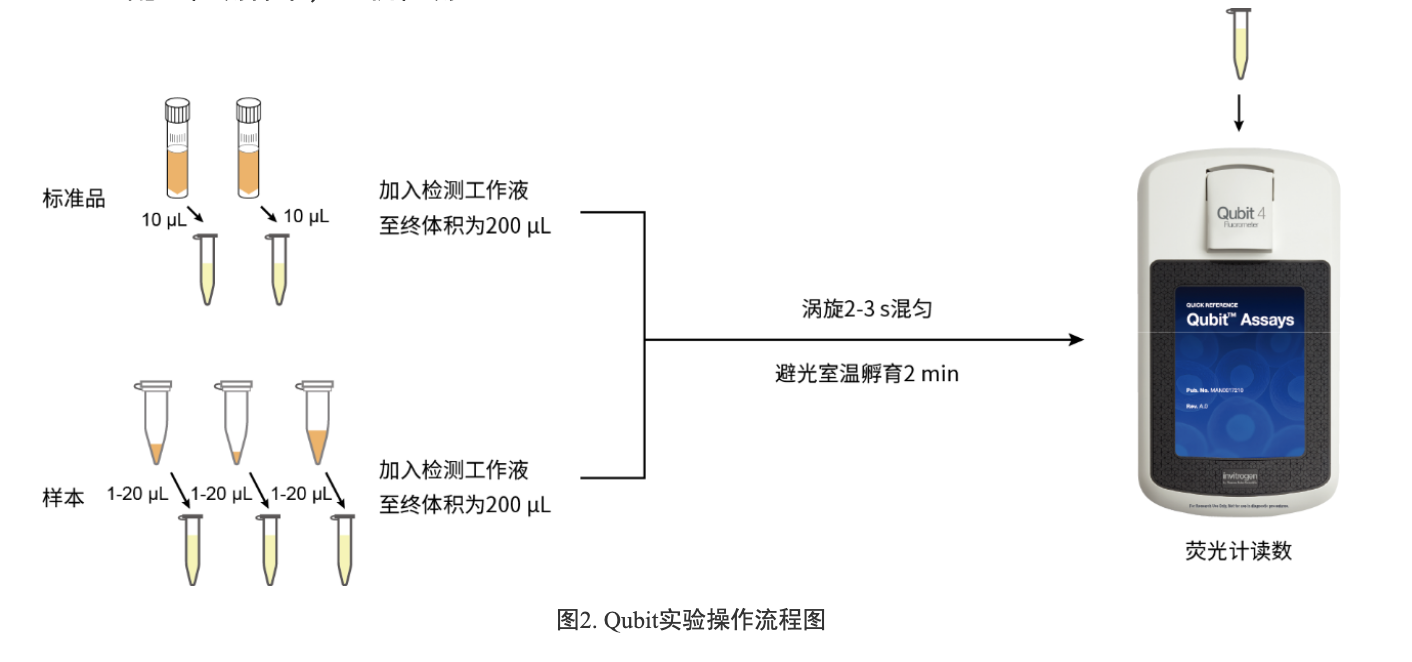 标准品
10 µL
10 µL
加入检测工作液
至终体积为200 µL
样本
1-20 µL
1-20 µL
1-20 µL
加入检测工作液
至终体积为200 µL
涡旋2-3 s混匀
避光室温孵育2 min
Qubit 4
Fluorometer
QUICK REFERENCE
Qubit™ Assays
Pub. No. MAN0017210
Rev. A.0
invitrogen
荧光计读数
图2. Qubit实验操作流程图